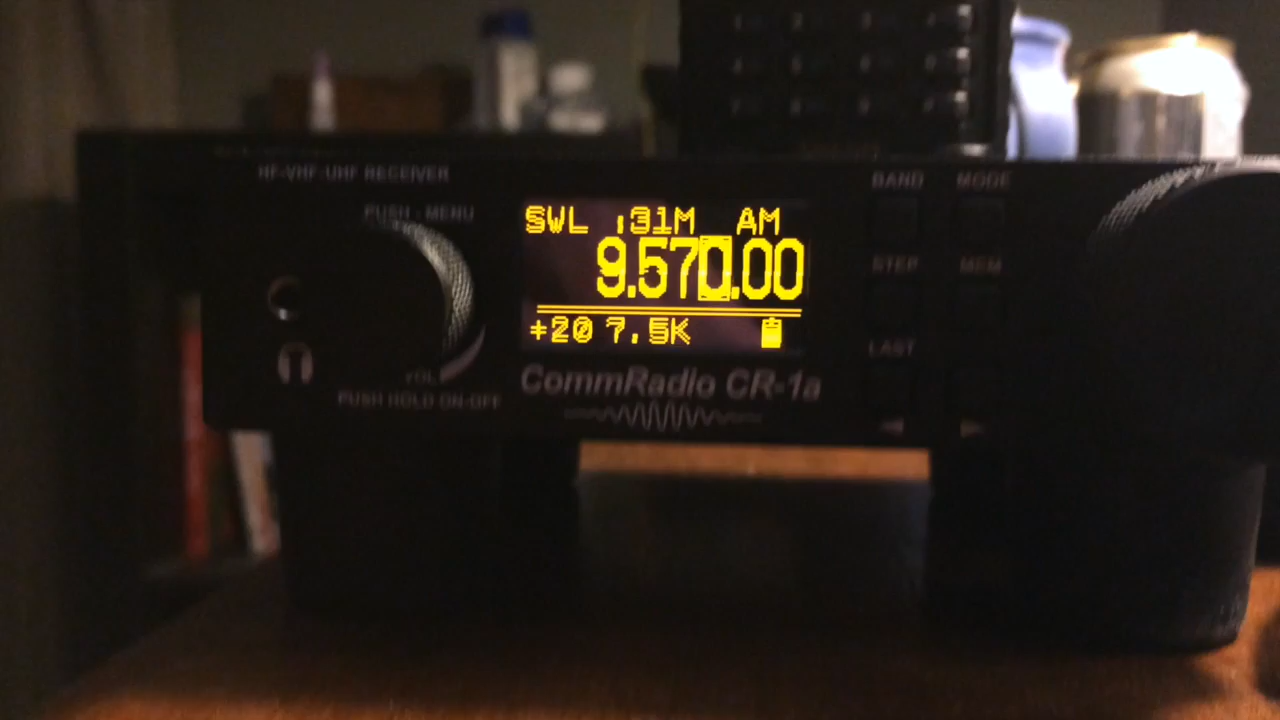 HF-VHF-UHF RECEIVER
PUSH - MENU
SWL :31M AM
9.570.00
+20 7.5K
CommRadio CR-1a
VOL
PUSH HOLD ON-OFF
BAND MODE
STEP MEM
LAST